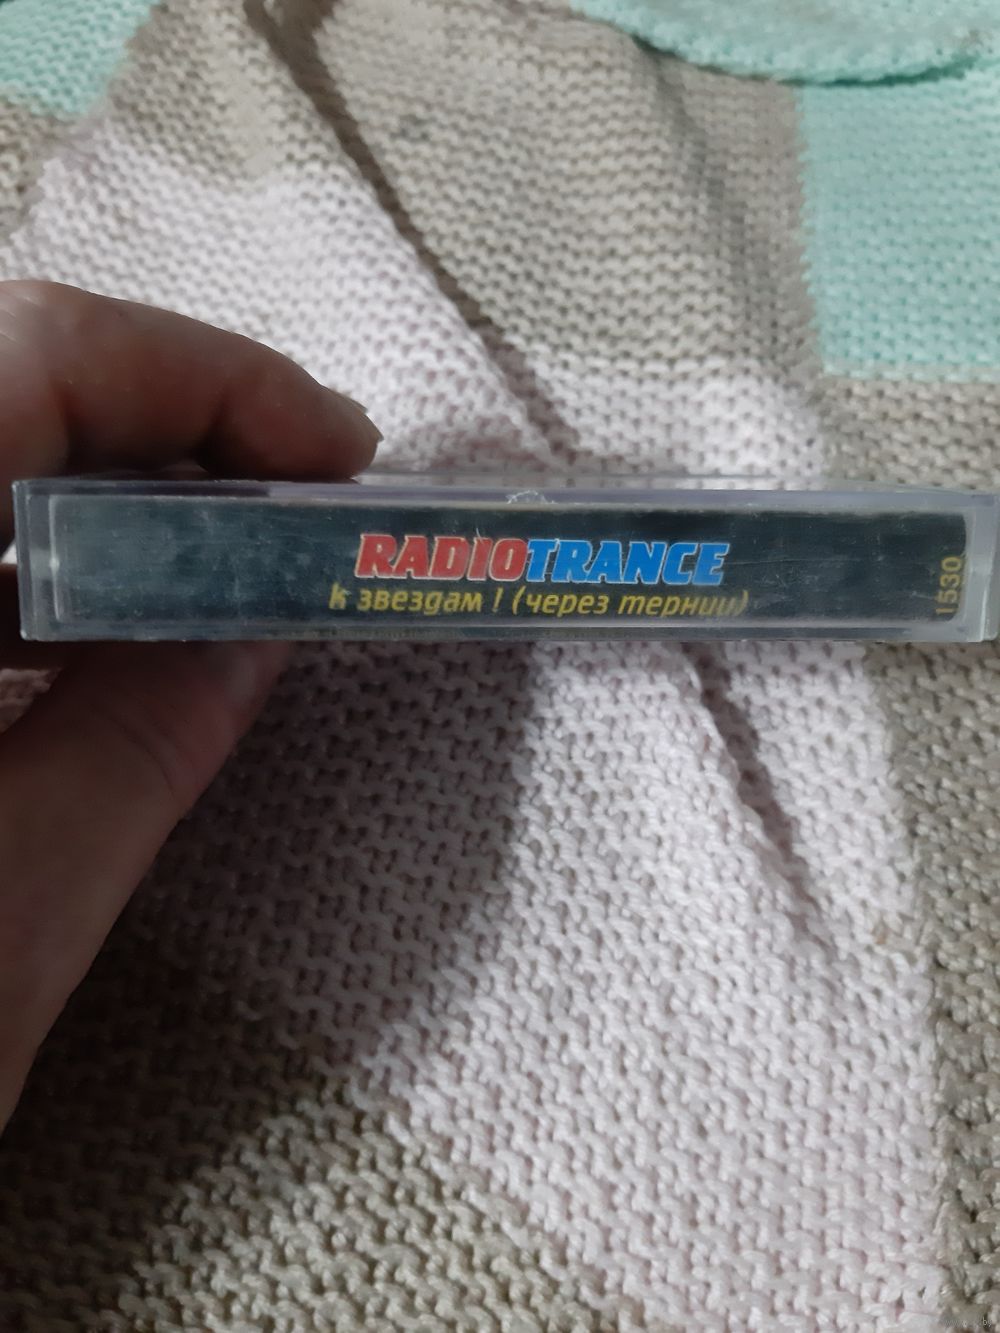 RADIOTRANCE
к звездам ! (через тернии)
1530